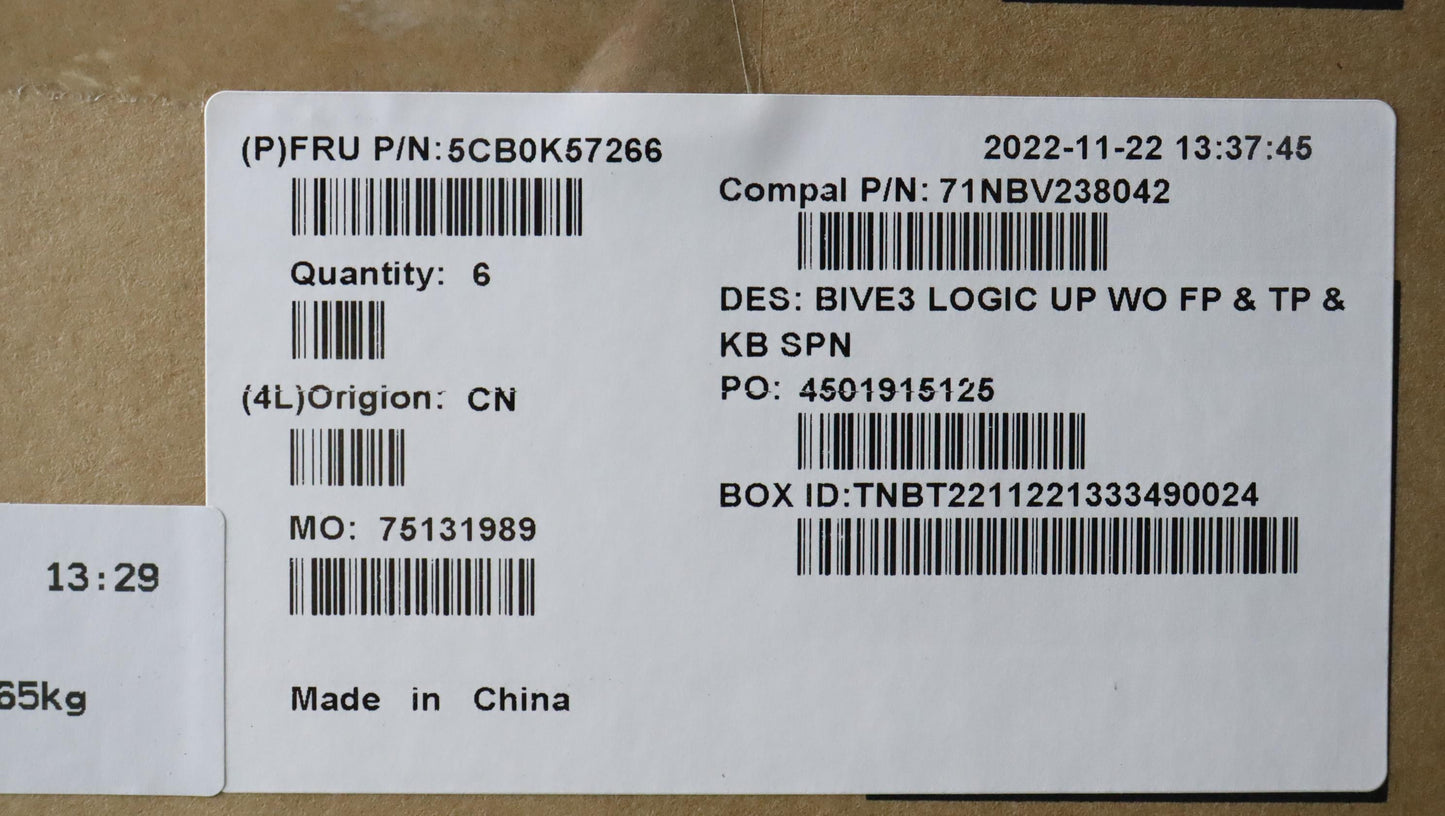 (P)FRU P/N:5CB0K57266
Quantity: 6
(4L)Origion: CN
MO: 75131989
Made in China
2022-11-22 13:37:45
Compal P/N: 71NBV238042
DES: BIVE3 LOGIC UP WO FP & TP &
KB SPN
PO: 4501915125
BOX ID:TNBT2211221333490024
13:29
65kg